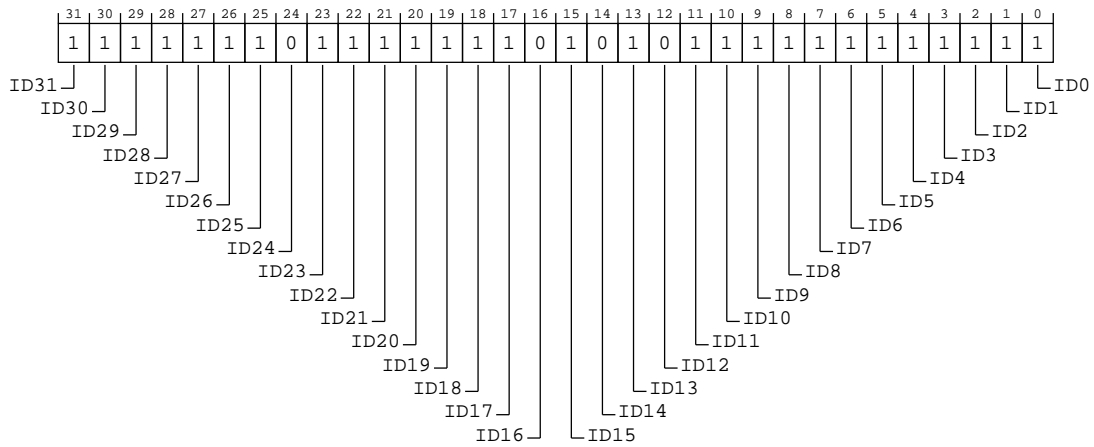 31 30 29 28 27 26 25 24 23 22 21 20 19 18 17 16 15 14 13 12 11 10 9 8 7 6 5 4 3 2 1 0
1 1 1 1 1 1 1 0 1 1 1 1 1 1 1 0 1 0 1 0 1 1 1 1 1 1 1 1 1 1 1 1
ID31 ID0
ID30 ID1
ID29 ID2
ID28 ID3
ID27 ID4
ID26 ID5
ID25 ID6
ID24 ID7
ID23 ID8
ID22 ID9
ID21 ID10
ID20 ID11
ID19 ID12
ID18 ID13
ID17 ID14
ID16 ID15